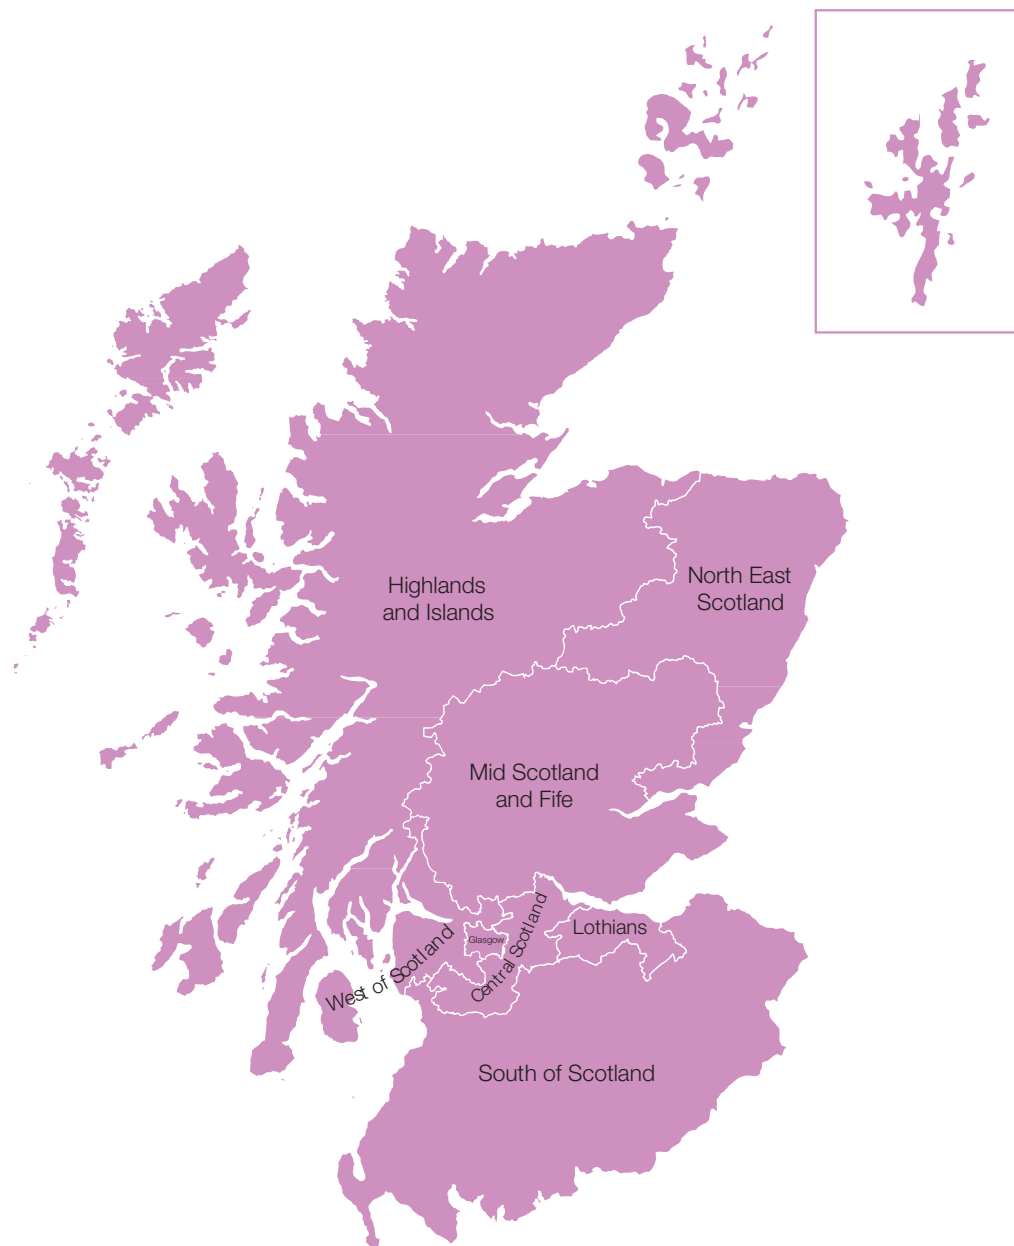 North East
Scotland
Highlands
and Islands
Mid Scotland
and Fife
Lothians
Glasgow
Central Scotland
West of Scotland
South of Scotland